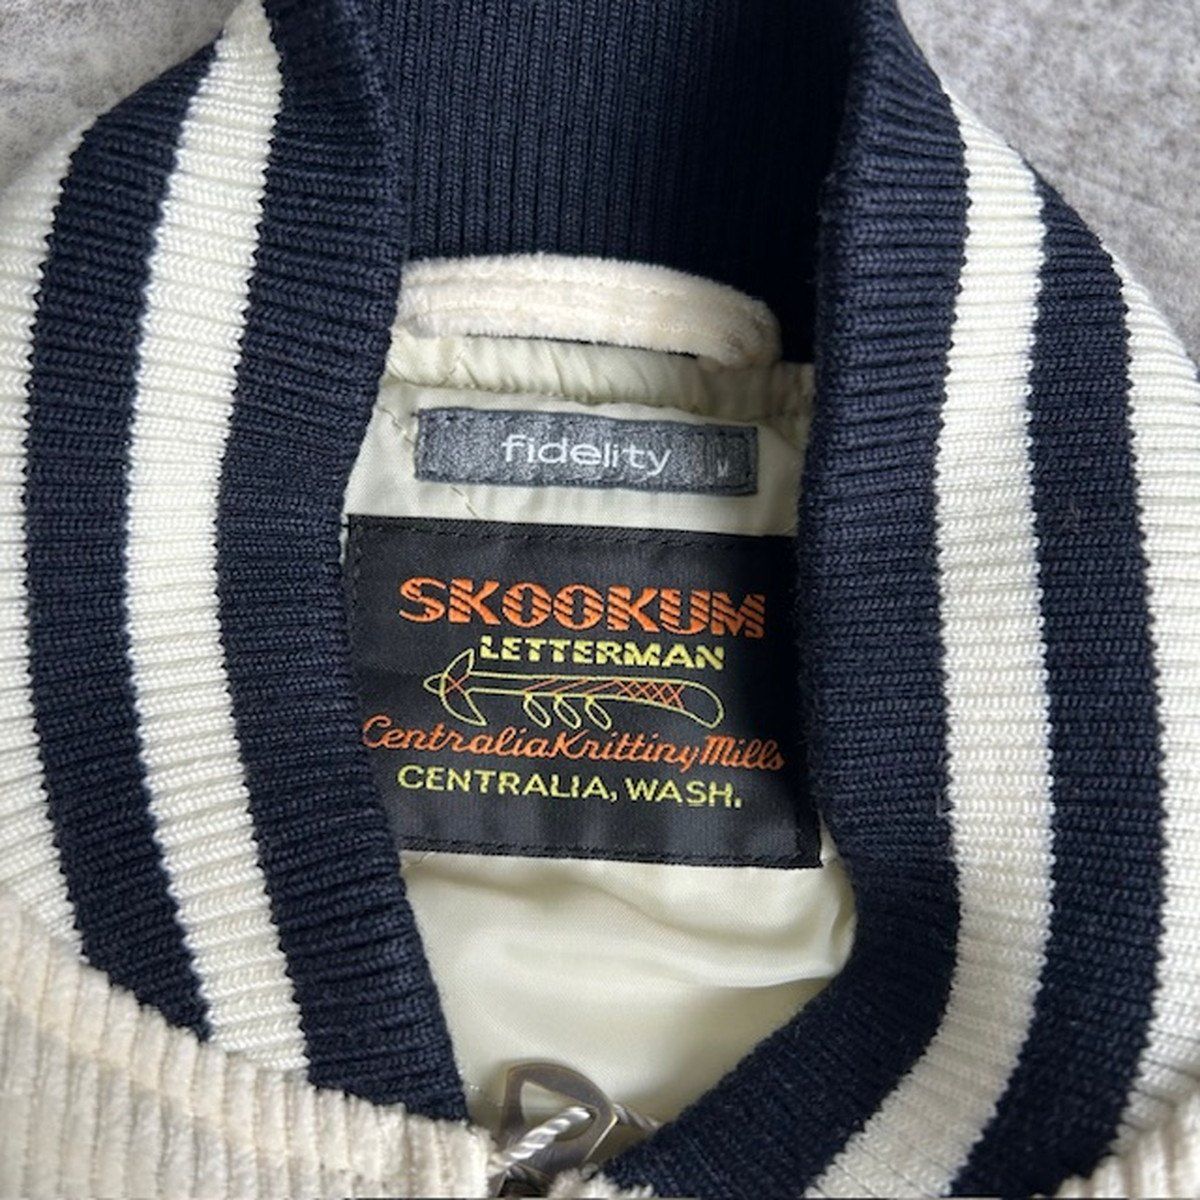 fidelity M
SKOOKUM
LETTERMAN
Centralia Knitting Mills
CENTRALIA, WASH.